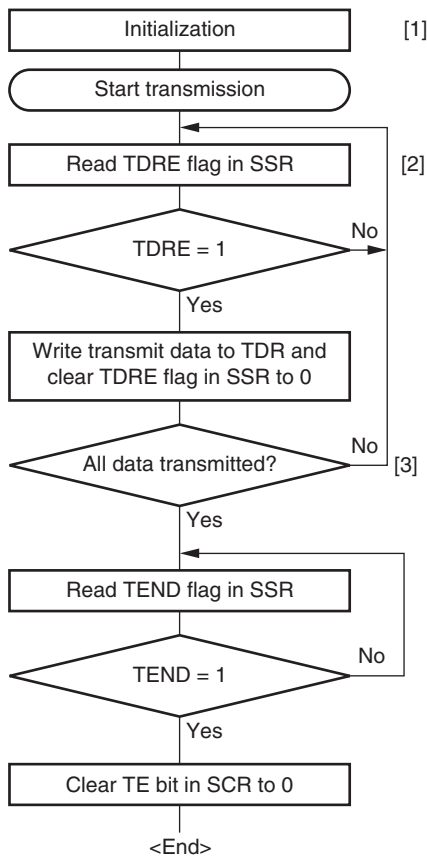 Initialization [1]
Start transmission
Read TDRE flag in SSR [2]
TDRE = 1
No
Yes
Write transmit data to TDR and
clear TDRE flag in SSR to 0
All data transmitted?
No
[3]
Yes
Read TEND flag in SSR
TEND = 1
No
Yes
Clear TE bit in SCR to 0
<End>